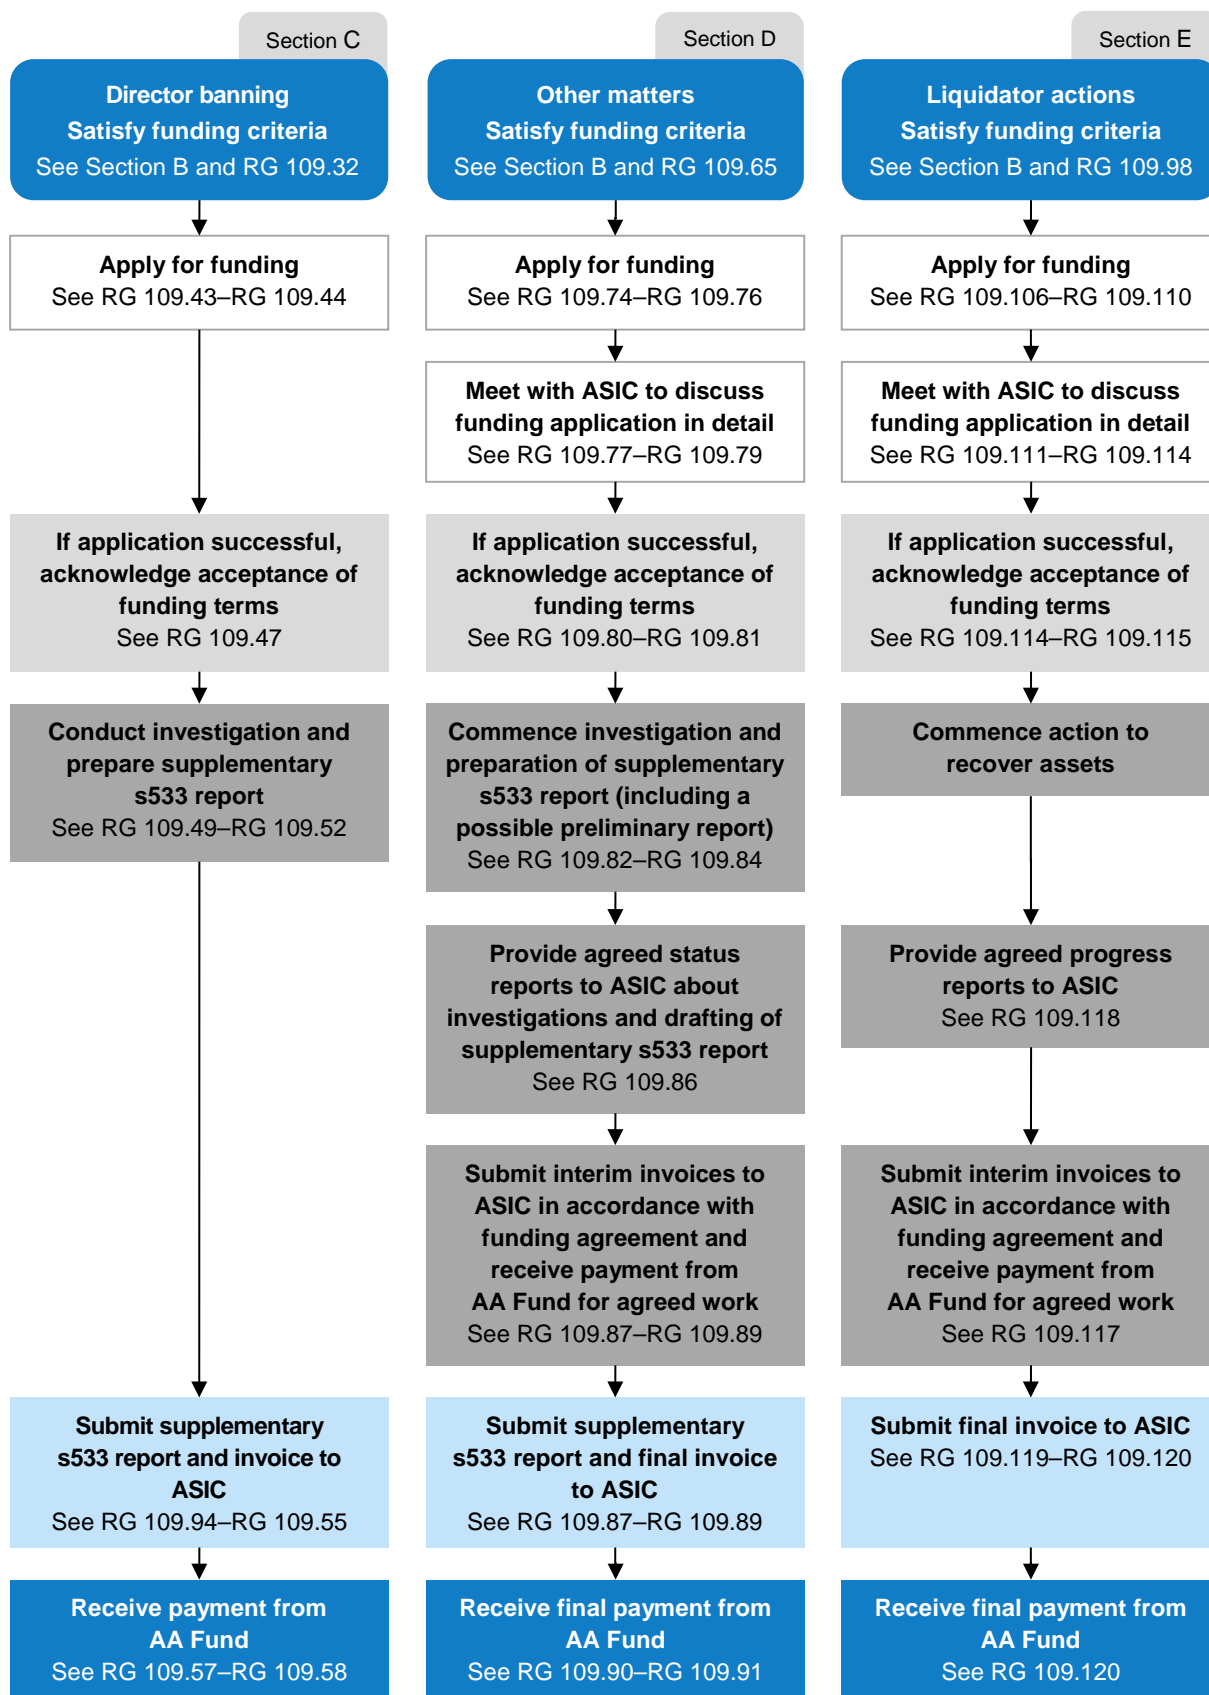 Section C
Director banning
Satisfy funding criteria
See Section B and RG 109.32
Apply for funding
See RG 109.43–RG 109.44
If application successful,
acknowledge acceptance of
funding terms
See RG 109.47
Conduct investigation and
prepare supplementary
s533 report
See RG 109.49–RG 109.52
Submit supplementary
s533 report and invoice to
ASIC
See RG 109.94–RG 109.55
Receive payment from
AA Fund
See RG 109.57–RG 109.58
Section D
Other matters
Satisfy funding criteria
See Section B and RG 109.65
Apply for funding
See RG 109.74–RG 109.76
Meet with ASIC to discuss
funding application in detail
See RG 109.77–RG 109.79
If application successful,
acknowledge acceptance of
funding terms
See RG 109.80–RG 109.81
Commence investigation and
preparation of supplementary
s533 report (including a
possible preliminary report)
See RG 109.82–RG 109.84
Provide agreed status
reports to ASIC about
investigations and drafting of
supplementary s533 report
See RG 109.86
Submit interim invoices to
ASIC in accordance with
funding agreement and
receive payment from
AA Fund for agreed work
See RG 109.87–RG 109.89
Submit supplementary
s533 report and final invoice
to ASIC
See RG 109.87–RG 109.89
Receive final payment from
AA Fund
See RG 109.90–RG 109.91
Section E
Liquidator actions
Satisfy funding criteria
See Section B and RG 109.98
Apply for funding
See RG 109.106–RG 109.110
Meet with ASIC to discuss
funding application in detail
See RG 109.111–RG 109.114
If application successful,
acknowledge acceptance of
funding terms
See RG 109.114–RG 109.115
Commence action to
recover assets
Provide agreed progress
reports to ASIC
See RG 109.118
Submit interim invoices to
ASIC in accordance with
funding agreement and
receive payment from
AA Fund for agreed work
See RG 109.117
Submit final invoice to ASIC
See RG 109.119–RG 109.120
Receive final payment from
AA Fund
See RG 109.120